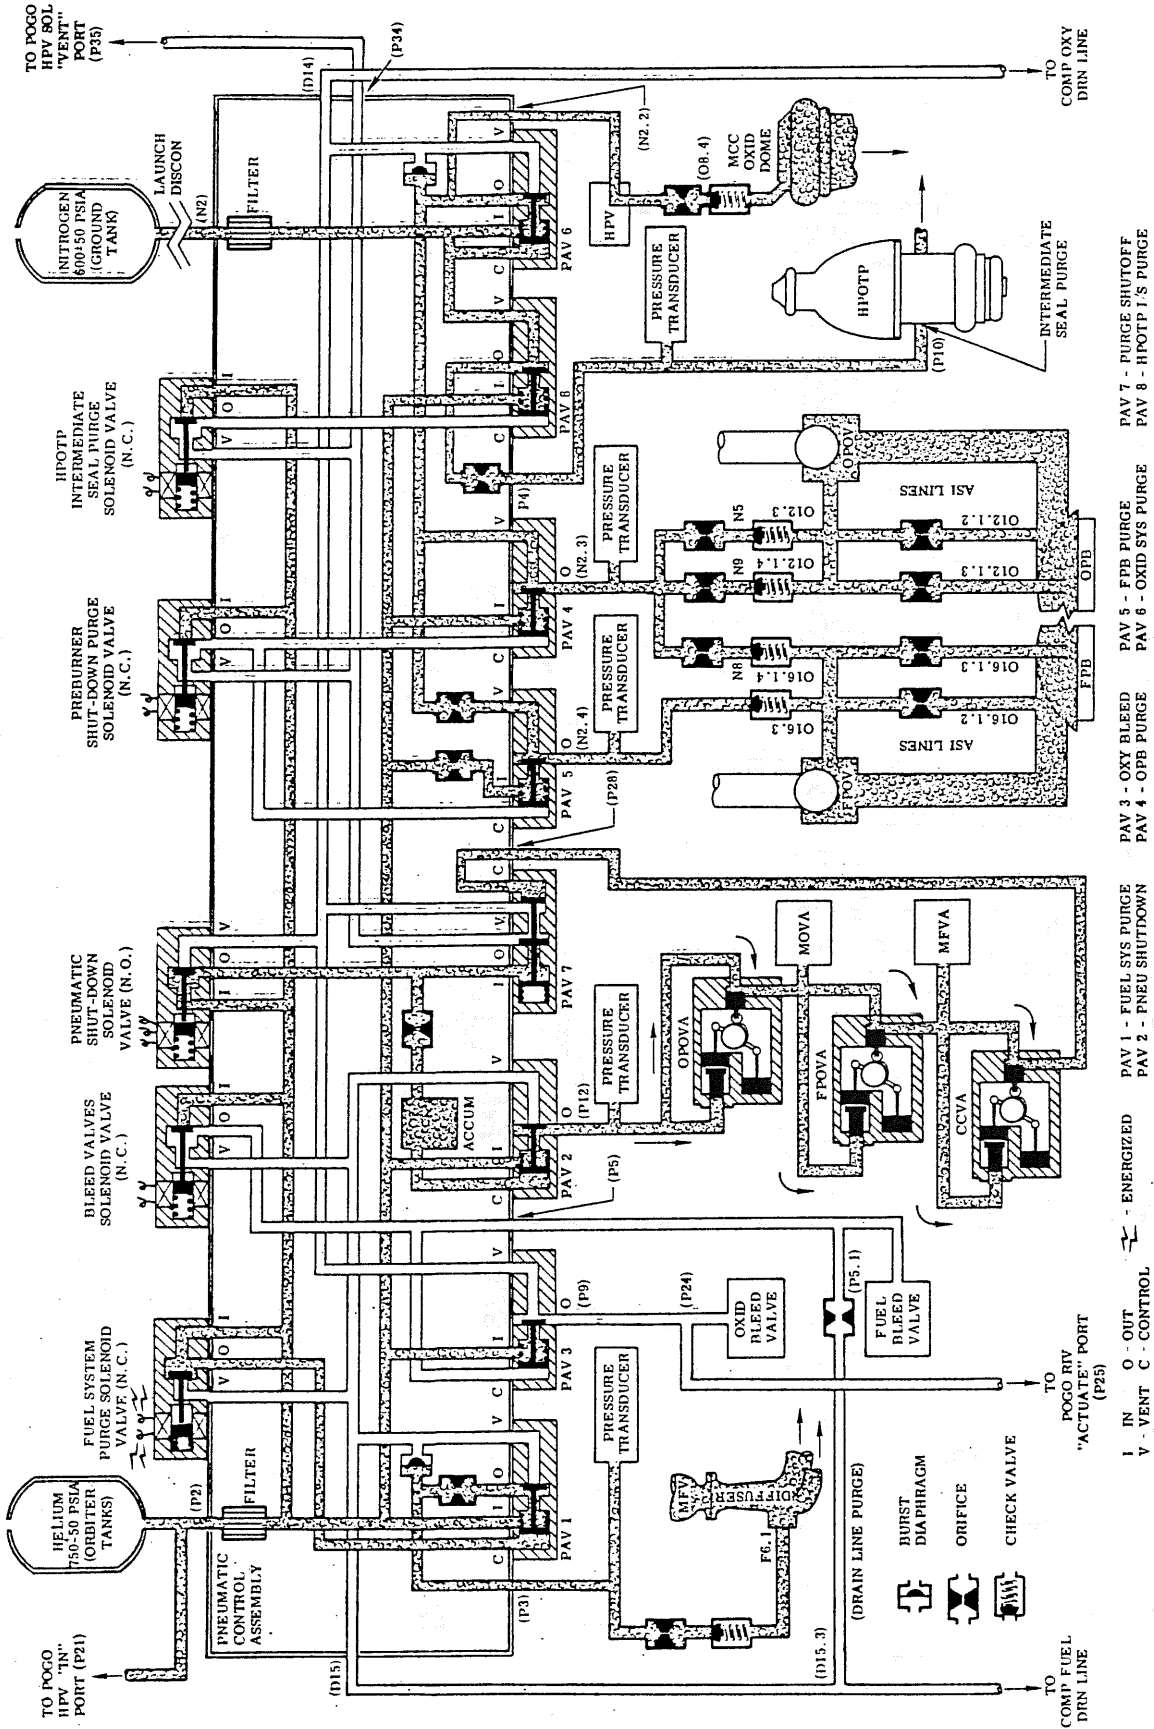 TO POGO
HPV "IN"
PORT (P21)
HELIUM
750-50 PSIA
(ORBITER
TANKS)
(P2)
FILTER
PNEUMATIC
CONTROL
ASSEMBLY
FUEL SYSTEM
PURGE SOLENOID
VALVE (N.C.)
V O I
BLEED VALVES
SOLENOID VALVE
(N.C.)
V O I
PNEUMATIC
SHUT-DOWN
SOLENOID
VALVE (N.O.)
I O V
PREBURNER
SHUT-DOWN PURGE
SOLENOID VALVE
(N.C.)
V O I
HPOTP
INTERMEDIATE
SEAL PURGE
SOLENOID VALVE
(N.C.)
V O I
NITROGEN
600±50 PSIA
(GROUND
TANK)
LAUNCH
DISCON
(N2)
FILTER
TO POGO
HPV SOL
"VENT"
PORT
(P35)
(P34)
(D14)
(D15)
(P3)
C I O V
PAV 1
C I O V
PAV 3
(P9)
(P5)
C I O V
PAV 2
ACCUM
(P12)
I O V C
PAV 7
(P28)
C I O V
PAV 5
(N2.4)
C I O V
PAV 4
(N2.3)
P4)
C I O V
PAV 8
C I O V
PAV 6
(N2.2)
PRESSURE
TRANSDUCER
MFV
DIFFUSER
F6.1
(D15.3)
(DRAIN LINE PURGE)
TO
COMP FUEL
DRN LINE
(P24)
OXID
BLEED
VALVE
(P5.1)
FUEL
BLEED
VALVE
TO
POGO RIV
"ACTUATE" PORT
(P25)
PRESSURE
TRANSDUCER
OPOVA
MOVA
FPOVA
MFVA
CCVA
PRESSURE
TRANSDUCER
PRESSURE
TRANSDUCER
N8
N9
N5
O16.3
O16.1.4
O12.1.4
O12.3
FPOV
ASI LINES
O16.1.2
O16.1.3
O12.1.3
O12.1.2
ASI LINES
OPOV
FPB
OPB
PRESSURE
TRANSDUCER
HPV
(O8.4)
MCC
OXID
DOME
HPOTP
(P10)
INTERMEDIATE
SEAL PURGE
TO
COMP OXY
DRN LINE
BURST
DIAPHRAGM
ORIFICE
CHECK VALVE
I IN O - OUT - ENERGIZED
V - VENT C - CONTROL
PAV 1 - FUEL SYS PURGE PAV 3 - OXY BLEED PAV 5 - FPB PURGE PAV 7 - PURGE SHUTOFF
PAV 2 - PNEU SHUTDOWN PAV 4 - OPB PURGE PAV 6 - OXID SYS PURGE PAV 8 - HPOTP I/S PURGE